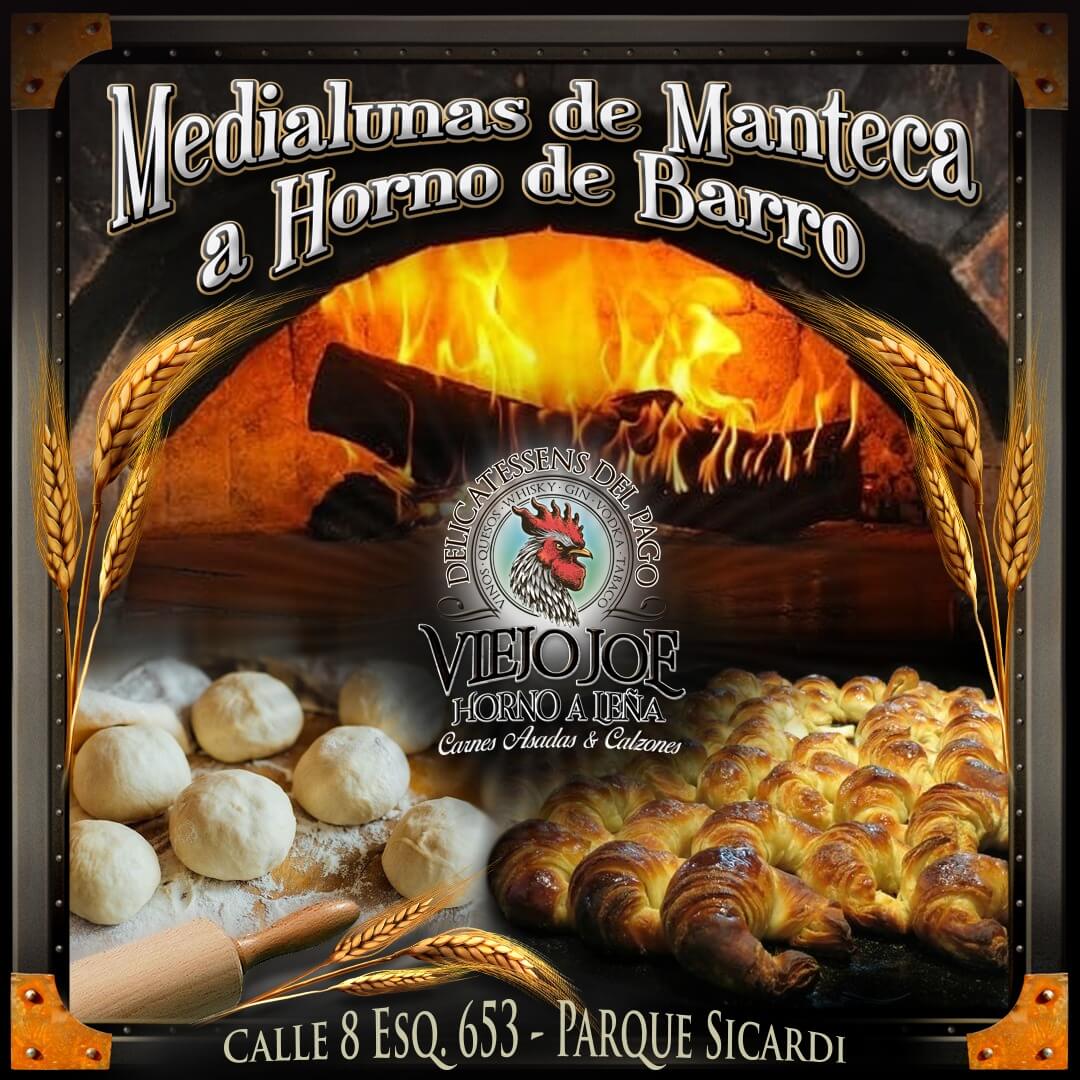 Medialunas de Manteca
a Horno de Barro
DELICATESSENS DEL PAGO
VINOS · QUESOS · WHISKY · GIN · VODKA · TABACO
VIEJO JOE
HORNO A LEÑA
Carnes Asadas & Calzones
CALLE 8 ESQ. 653 - PARQUE SICARDI